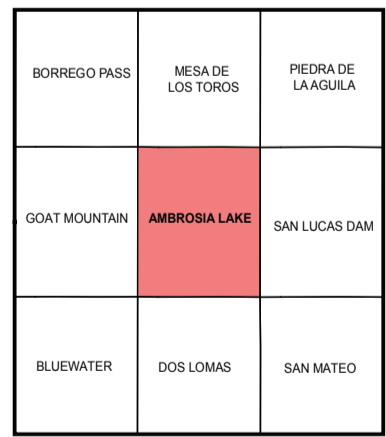 BORREGO PASS
MESA DE
LOS TOROS
PIEDRA DE
LA AGUILA
GOAT MOUNTAIN
AMBROSIA LAKE
SAN LUCAS DAM
BLUEWATER
DOS LOMAS
SAN MATEO